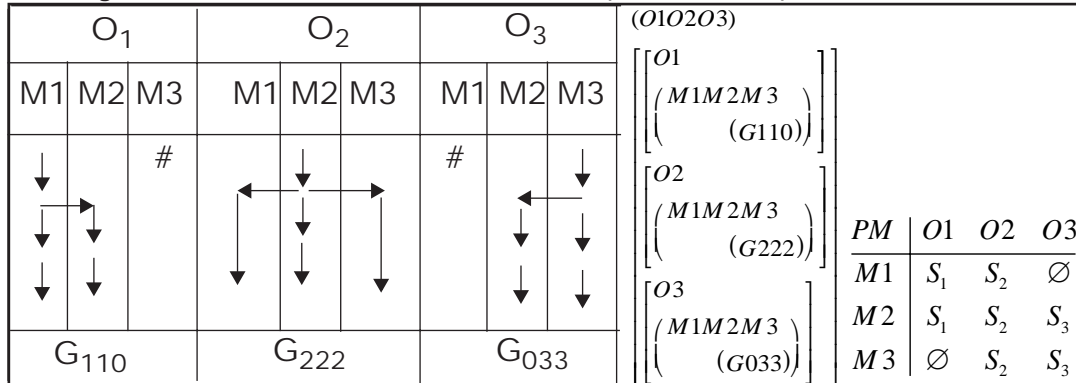 O1 O2 O3
M1 M2 M3 M1 M2 M3 M1 M2 M3
# #
G110 G222 G033
(O1O2O3)
O1
M1M2M3
(G110)
O2
M1M2M3
(G222)
O3
M1M2M3
(G033)
PM O1 O2 O3
M1 S1 S2 ∅
M2 S1 S2 S3
M3 ∅ S2 S3